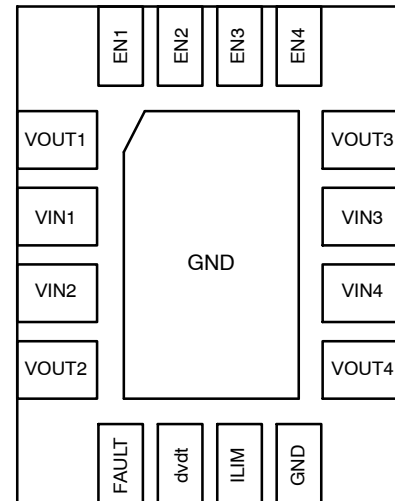 EN1
EN2
EN3
EN4
VOUT1
VOUT3
VIN1
VIN3
GND
VIN2
VIN4
VOUT2
VOUT4
FAULT
dvdt
ILIM
GND